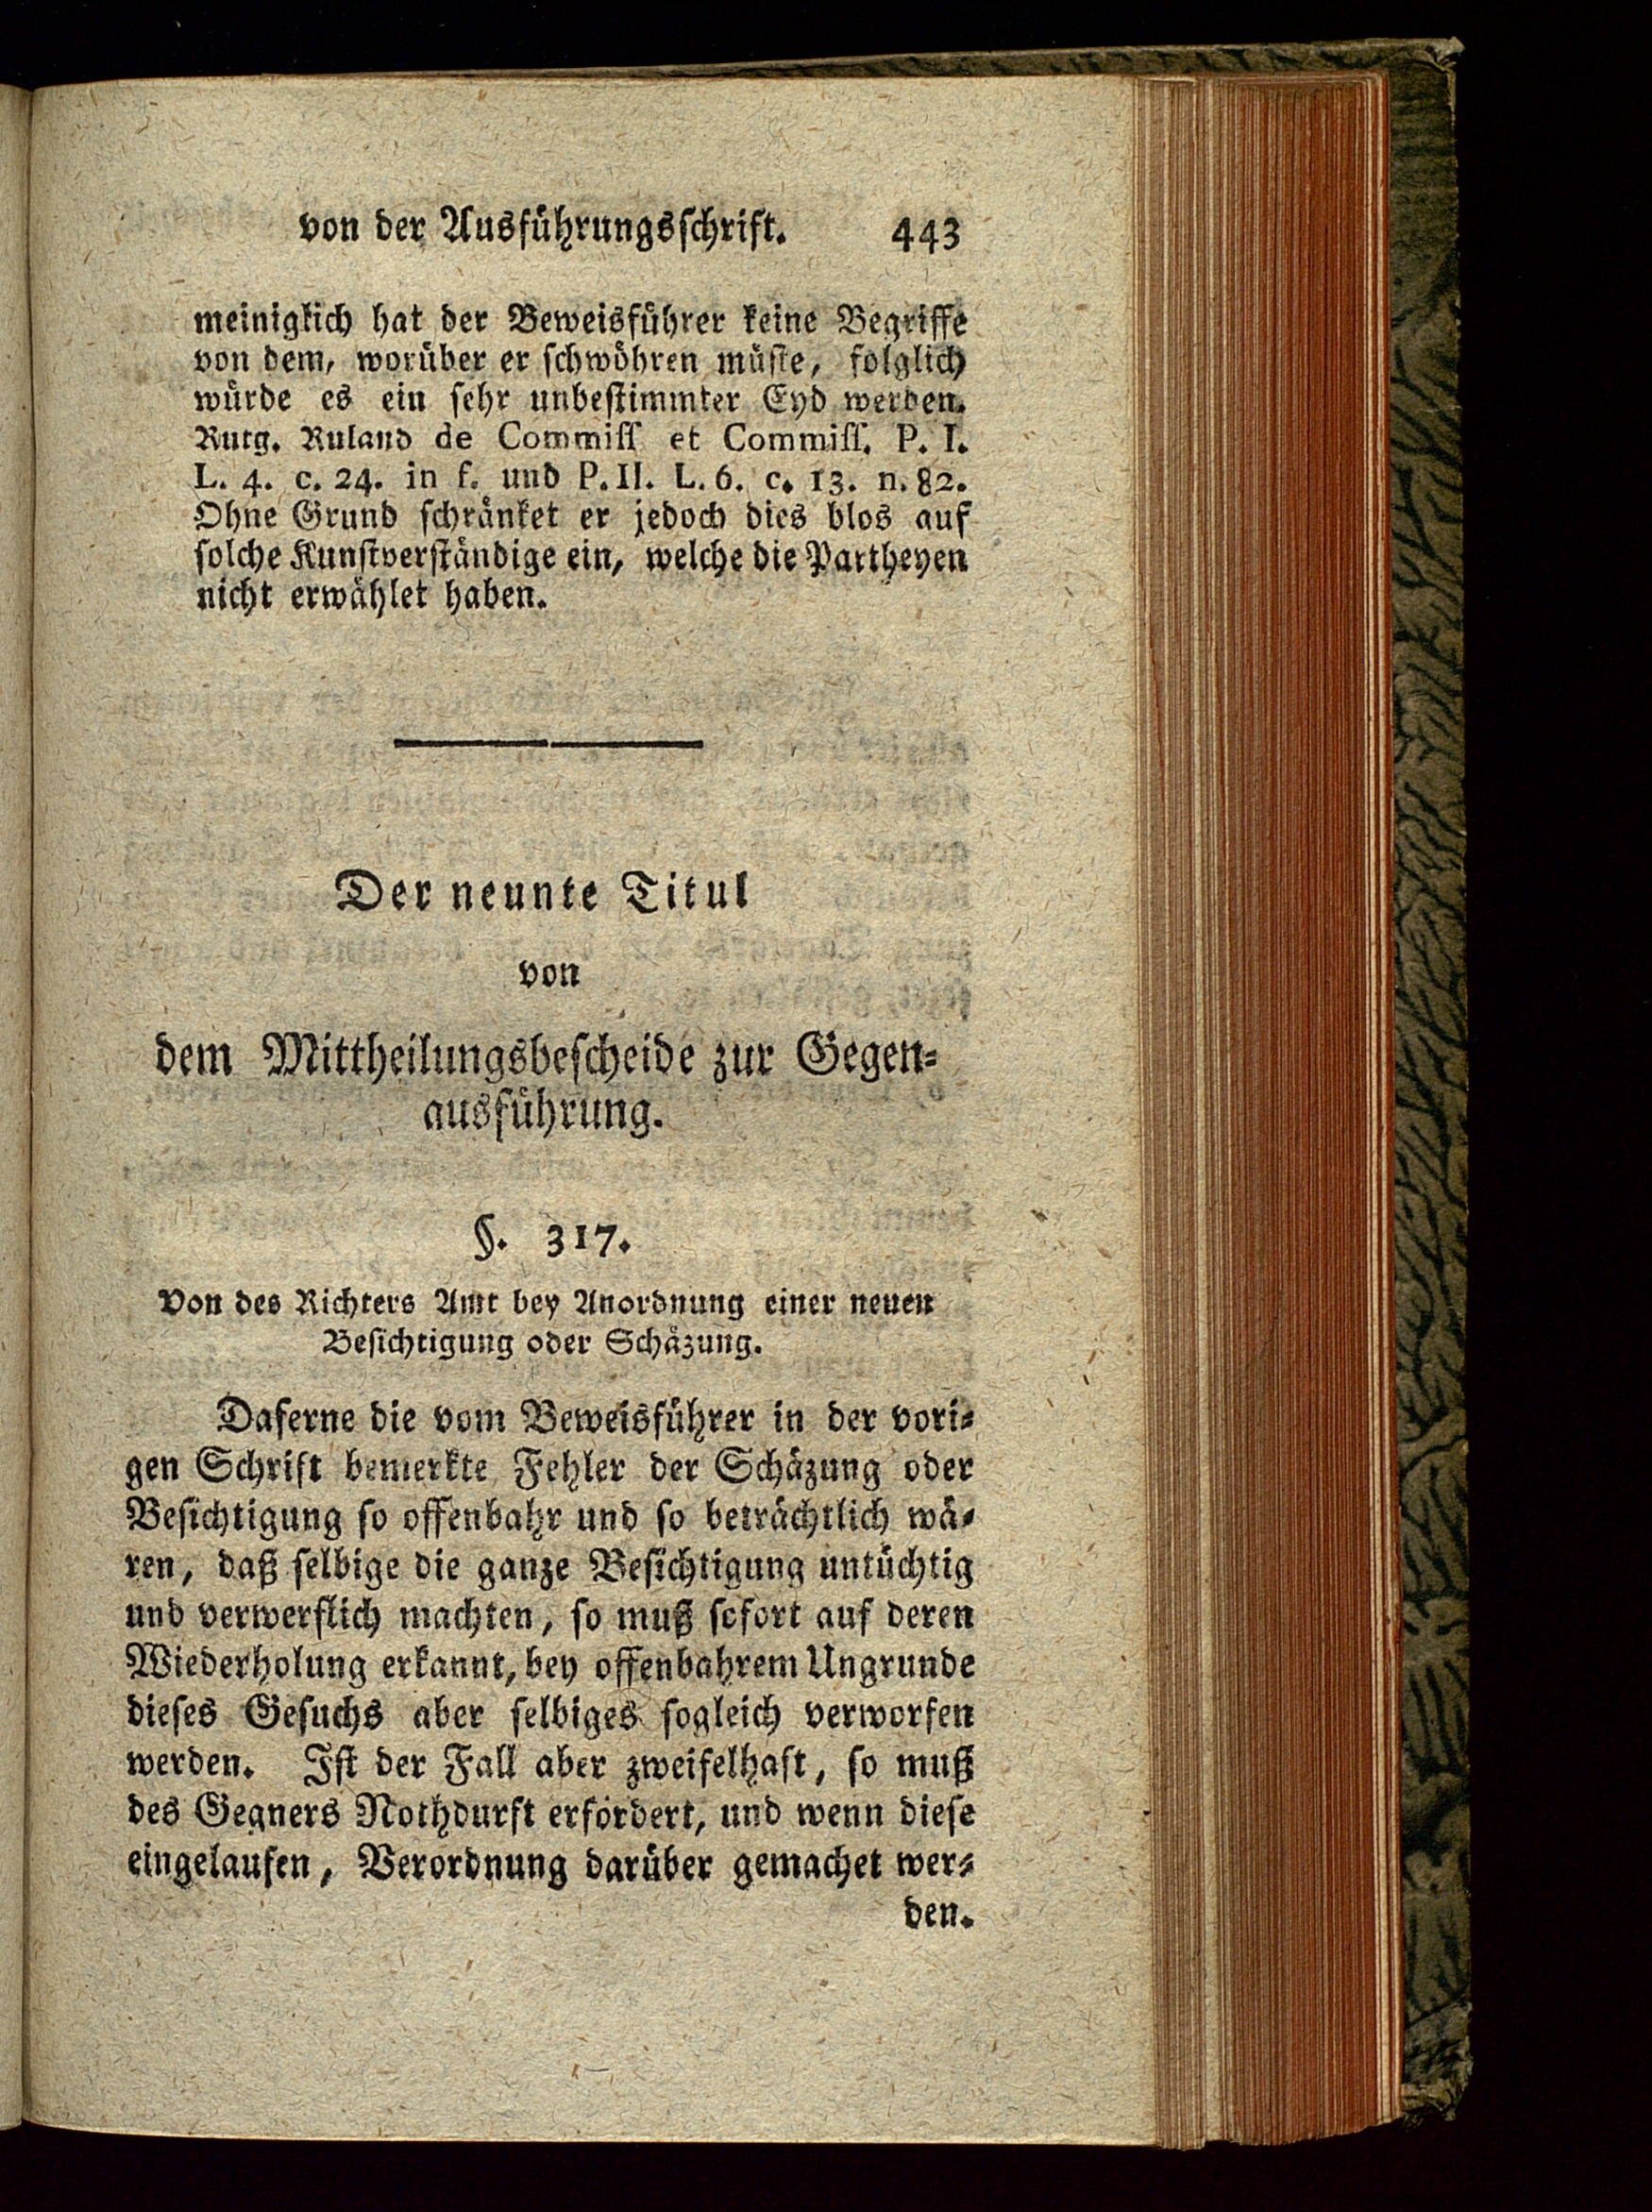 von der Ausführungsschrift. 443
meiniglich hat der Beweisführer keine Begriffe
von dem, worüber er schwöhren müste, folglich
würde es ein sehr unbestimmter Eyd werden.
Rutg. Ruland de Commiss et Commiss. P. I.
L. 4. c. 24. in f. und P. II. L. 6. c. 13. n. 82.
Ohne Grund schränket er jedoch dies blos auf
solche Kunstverständige ein, welche die Partheyen
nicht erwählet haben.
Der neunte Titul
von
dem Mittheilungsbescheide zur Gegen-
ausführung.
§. 317.
Von des Richters Amt bey Anordnung einer neuen
Besichtigung oder Schäzung.
Daferne die vom Beweisführer in der vori-
gen Schrift bemerkte Fehler der Schäzung oder
Besichtigung so offenbahr und so beträchtlich wä-
ren, daß selbige die ganze Besichtigung untüchtig
und verwerflich machten, so muß sofort auf deren
Wiederholung erkannt, bey offenbahrem Ungrunde
dieses Gesuchs aber selbiges sogleich verworfen
werden. Ist der Fall aber zweifelhaft, so muß
des Gegners Nothdurft erfordert, und wenn diese
eingelaufen, Verordnung darüber gemachet wer-
den.